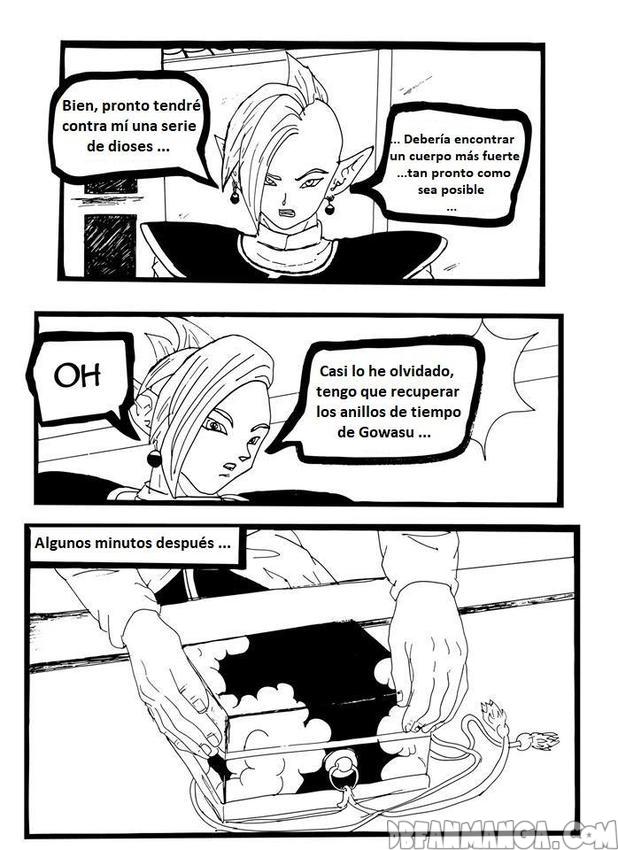 Bien, pronto tendré
contra mí una serie
de dioses ...
... Debería encontrar
un cuerpo más fuerte
...tan pronto como
sea posible
...
OH
Casi lo he olvidado,
tengo que recuperar
los anillos de tiempo
de Gowasu ...
Algunos minutos después ...
DBFANMANGA.COM